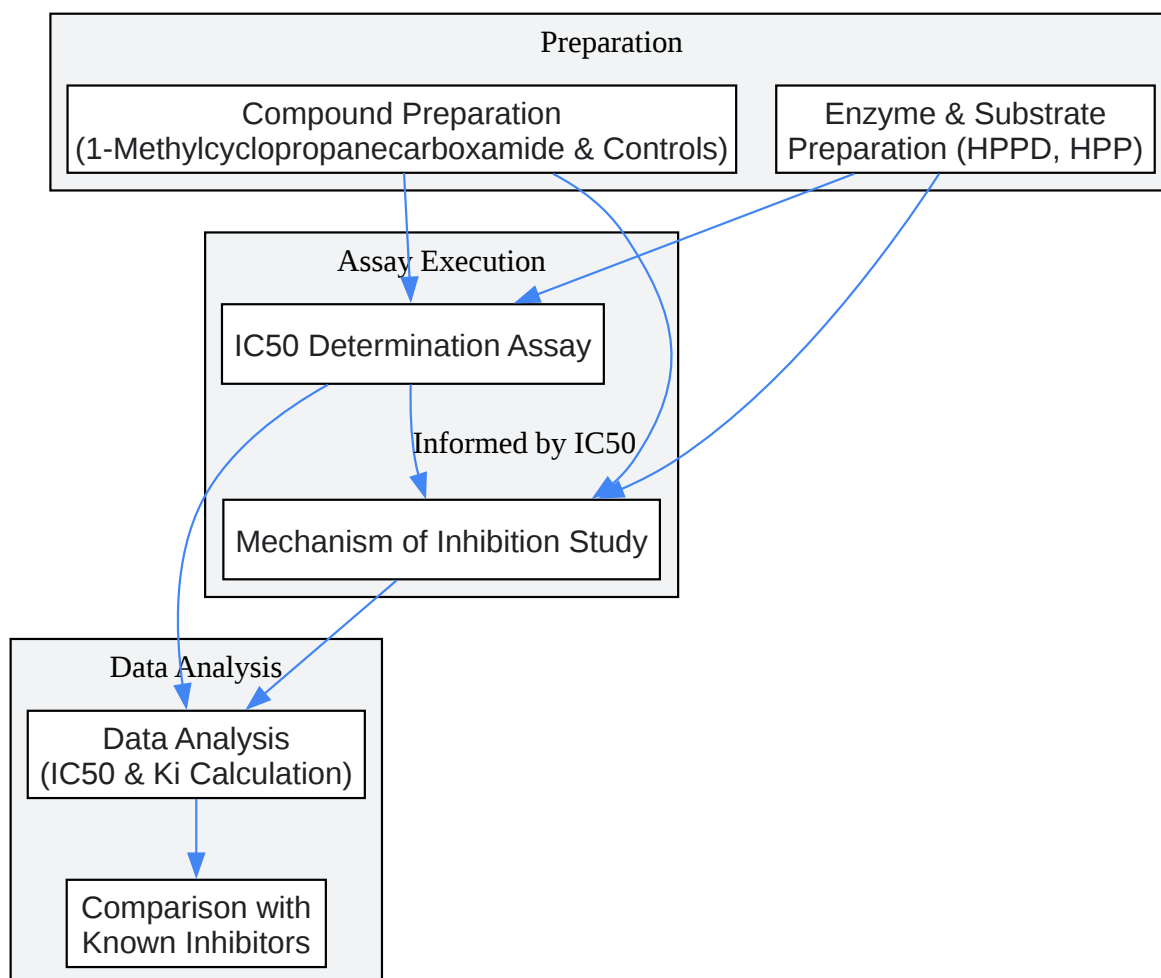 Preparation
Compound Preparation
(1-Methylcyclopropanecarboxamide & Controls)
Enzyme & Substrate
Preparation (HPPD, HPP)
Assay Execution
IC50 Determination Assay
Informed by IC50
Mechanism of Inhibition Study
Data Analysis
Data Analysis
(IC50 & Ki Calculation)
Comparison with
Known Inhibitors